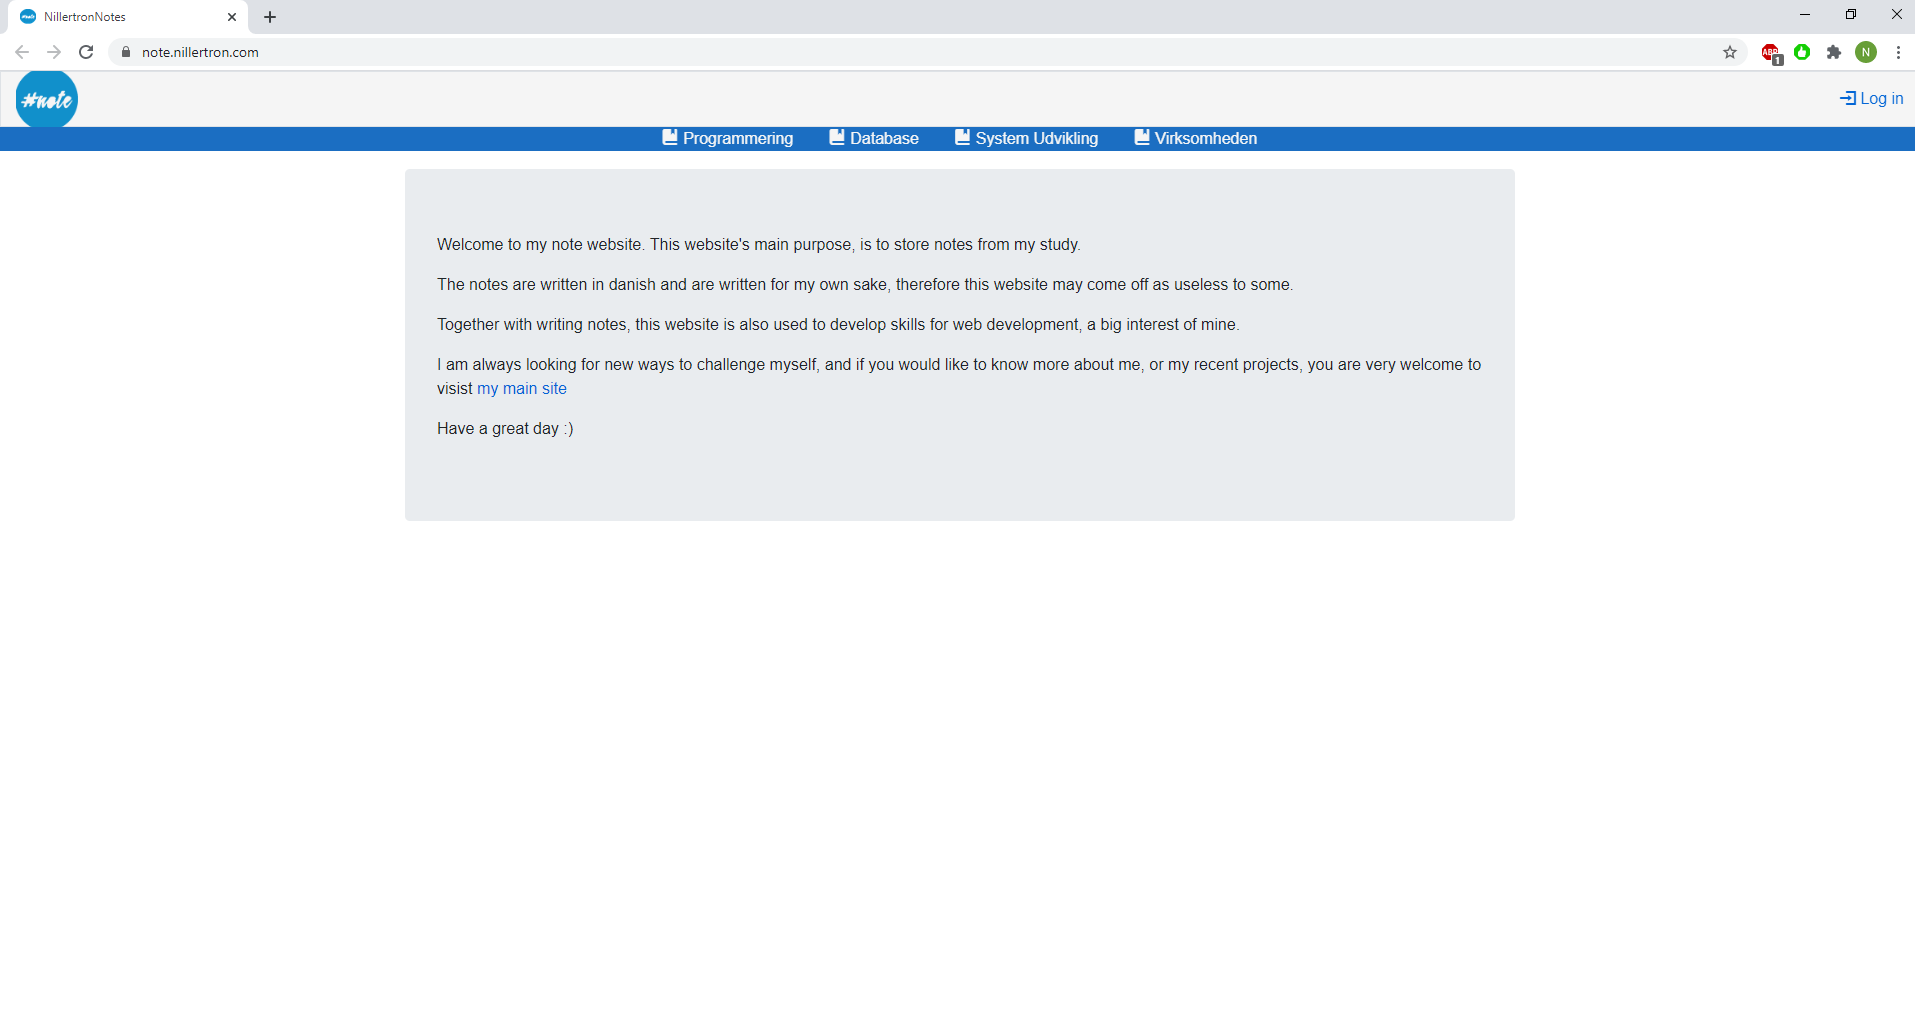 NillertronNotes
note.nillertron.com
ABP
1
N
#note
Log in
Programmering Database System Udvikling Virksomheden
Welcome to my note website. This website's main purpose, is to store notes from my study.
The notes are written in danish and are written for my own sake, therefore this website may come off as useless to some.
Together with writing notes, this website is also used to develop skills for web development, a big interest of mine.
I am always looking for new ways to challenge myself, and if you would like to know more about me, or my recent projects, you are very welcome to
visist my main site
Have a great day :)